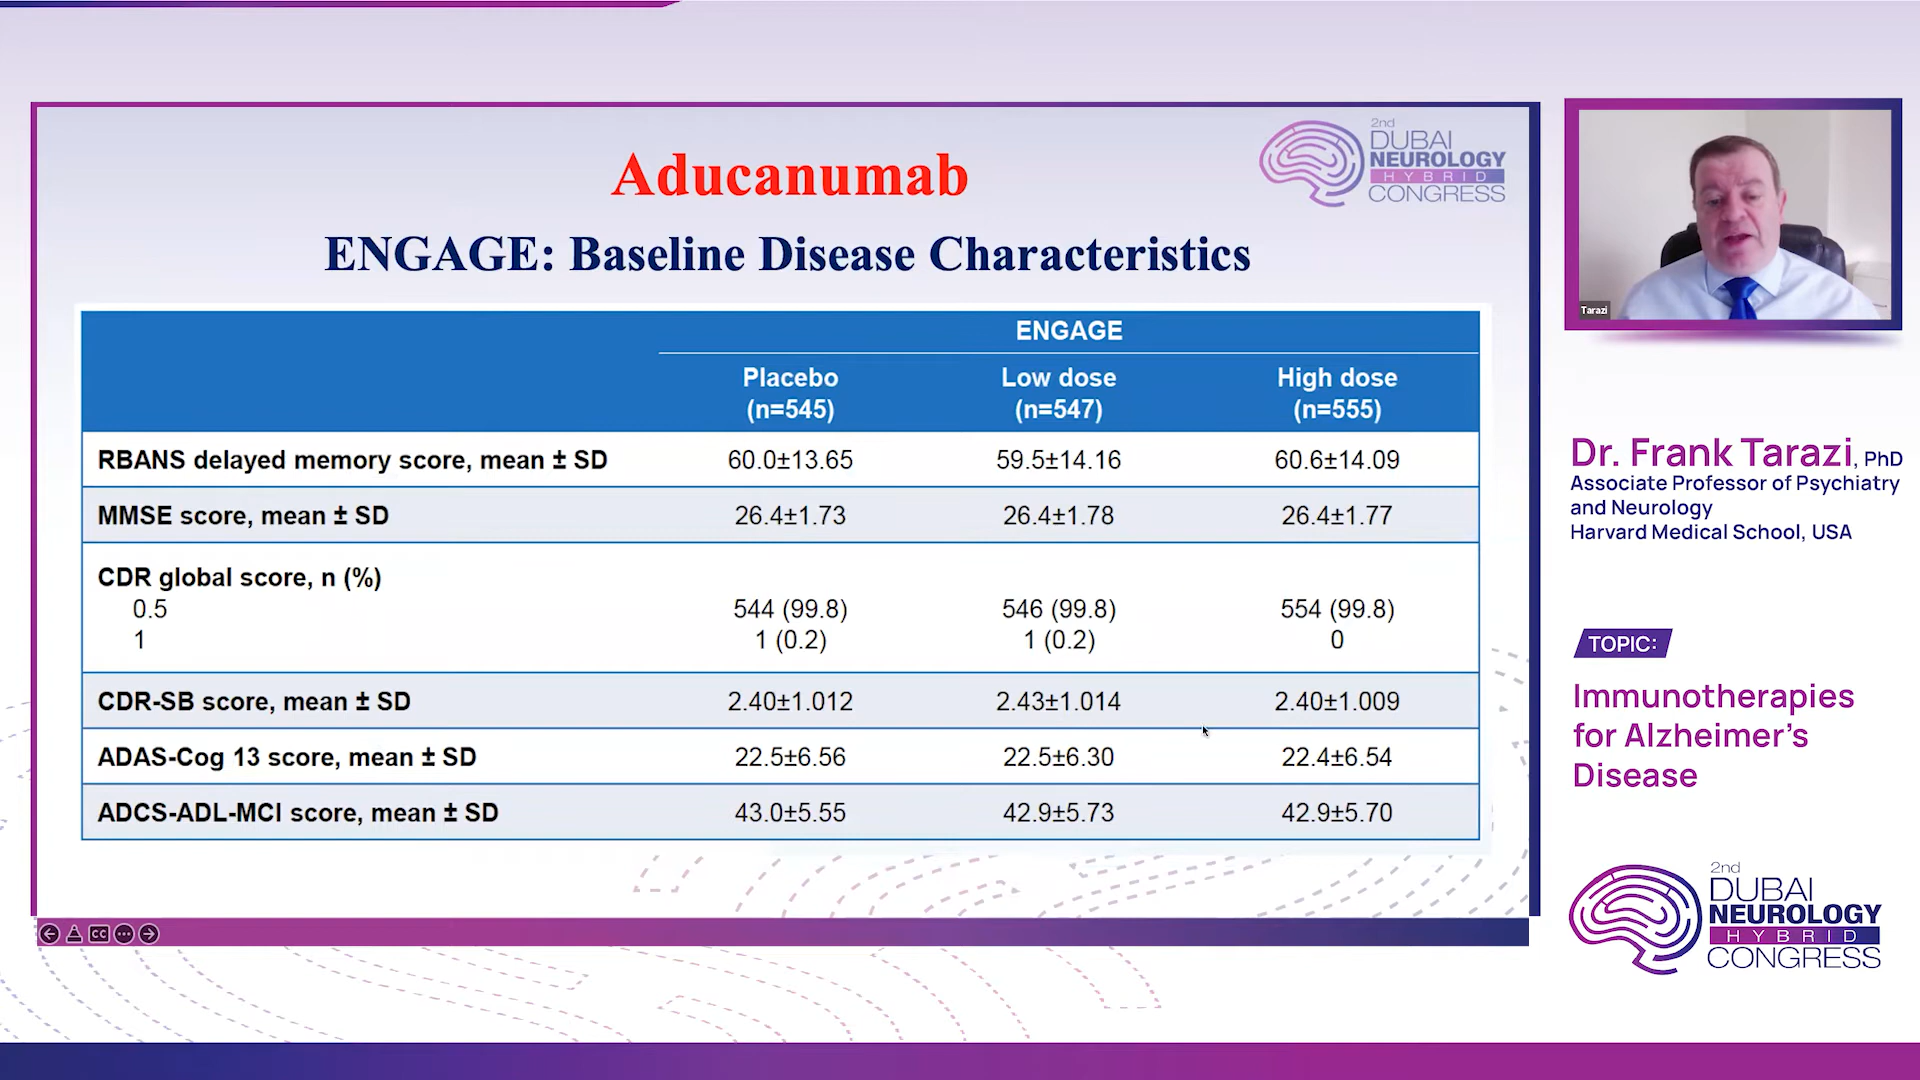 2nd
DUBAI
NEUROLOGY
HYBRID
CONGRESS
Aducanumab
ENGAGE: Baseline Disease Characteristics
ENGAGE
Placebo Low dose High dose
(n=545) (n=547) (n=555)
RBANS delayed memory score, mean ± SD 60.0±13.65 59.5±14.16 60.6±14.09
MMSE score, mean ± SD 26.4±1.73 26.4±1.78 26.4±1.77
CDR global score, n (%)
0.5 544 (99.8) 546 (99.8) 554 (99.8)
1 1 (0.2) 1 (0.2) 0
CDR-SB score, mean ± SD 2.40±1.012 2.43±1.014 2.40±1.009
ADAS-Cog 13 score, mean ± SD 22.5±6.56 22.5±6.30 22.4±6.54
ADCS-ADL-MCI score, mean ± SD 43.0±5.55 42.9±5.73 42.9±5.70
CC
Tarazi
Dr. Frank Tarazi, PhD
Associate Professor of Psychiatry
and Neurology
Harvard Medical School, USA
TOPIC:
Immunotherapies
for Alzheimer's
Disease
2nd
DUBAI
NEUROLOGY
HYBRID
CONGRESS